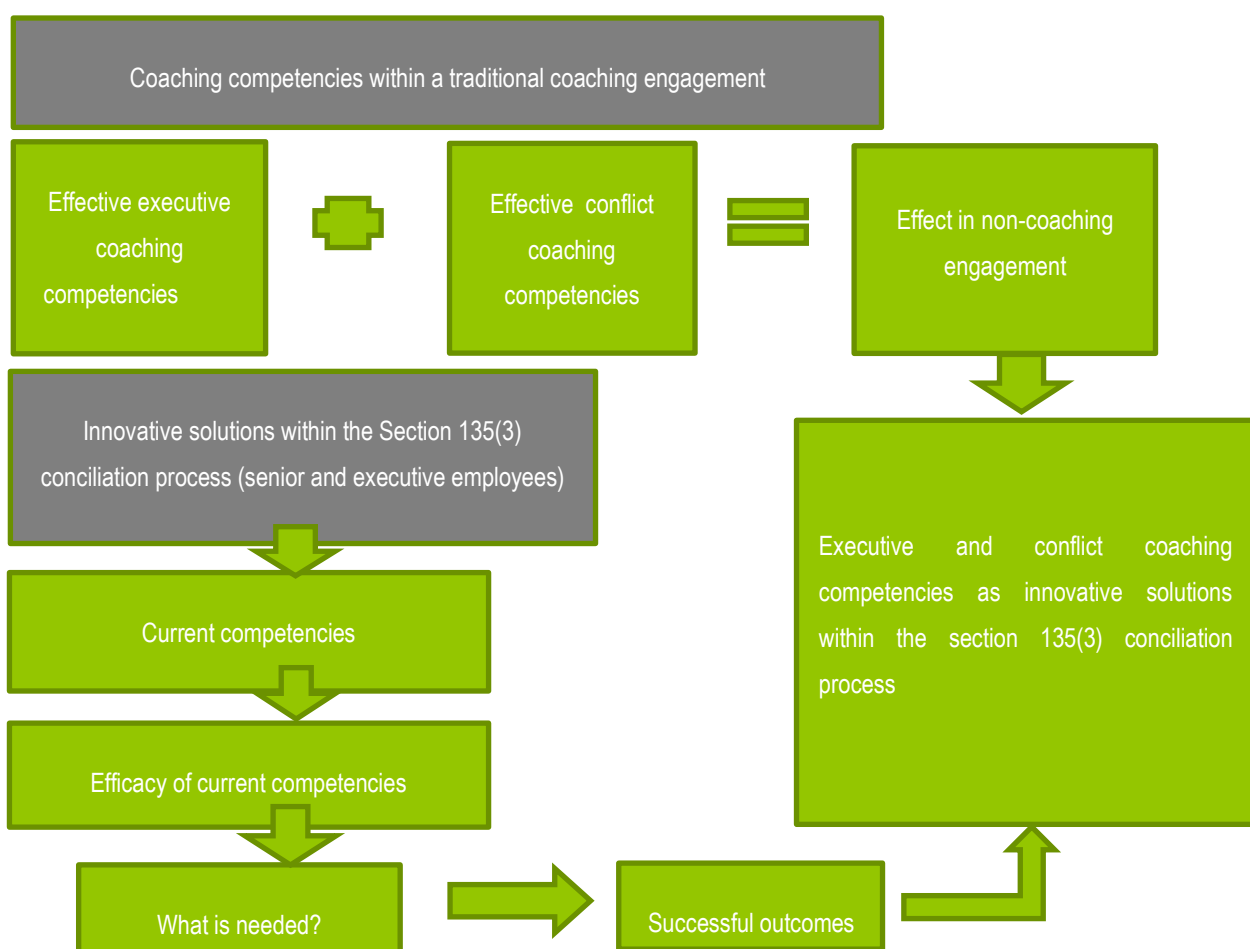 Coaching competencies within a traditional coaching engagement
Effective executive
coaching
competencies
Effective conflict
coaching
competencies
Effect in non-coaching
engagement
Innovative solutions within the Section 135(3)
conciliation process (senior and executive employees)
Current competencies
Efficacy of current competencies
What is needed?
Successful outcomes
Executive and conflict coaching
competencies as innovative solutions
within the section 135(3) conciliation
process